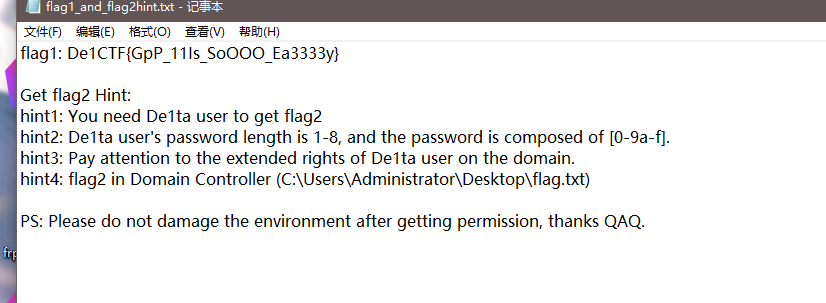 flag1_and_flag2hint.txt - 记事本
文件(F) 编辑(E) 格式(O) 查看(V) 帮助(H)
flag1: De1CTF{GpP_11Is_SoOOO_Ea3333y}
Get flag2 Hint:
hint1: You need De1ta user to get flag2
hint2: De1ta user's password length is 1-8, and the password is composed of [0-9a-f].
hint3: Pay attention to the extended rights of De1ta user on the domain.
hint4: flag2 in Domain Controller (C:\Users\Administrator\Desktop\flag.txt)
PS: Please do not damage the environment after getting permission, thanks QAQ.
frp